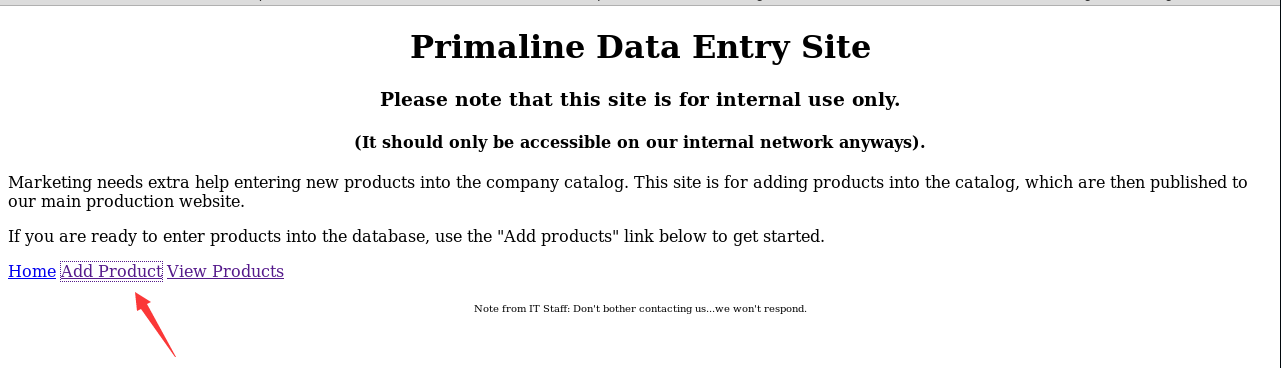 Primaline Data Entry Site
Please note that this site is for internal use only.
(It should only be accessible on our internal network anyways).
Marketing needs extra help entering new products into the company catalog. This site is for adding products into the catalog, which are then published to
our main production website.
If you are ready to enter products into the database, use the "Add products" link below to get started.
Home Add Product View Products
Note from IT Staff: Don't bother contacting us...we won't respond.